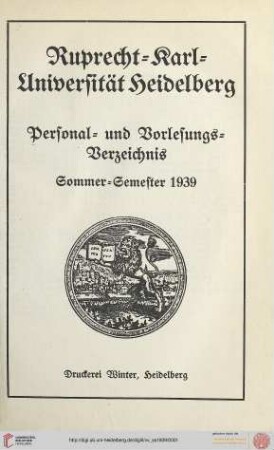 Ruprecht-Karl-
Universität Heidelberg
Personal- und Vorlesungs-
Verzeichnis
Sommer-Semester 1939
Druckerei Winter, Heidelberg